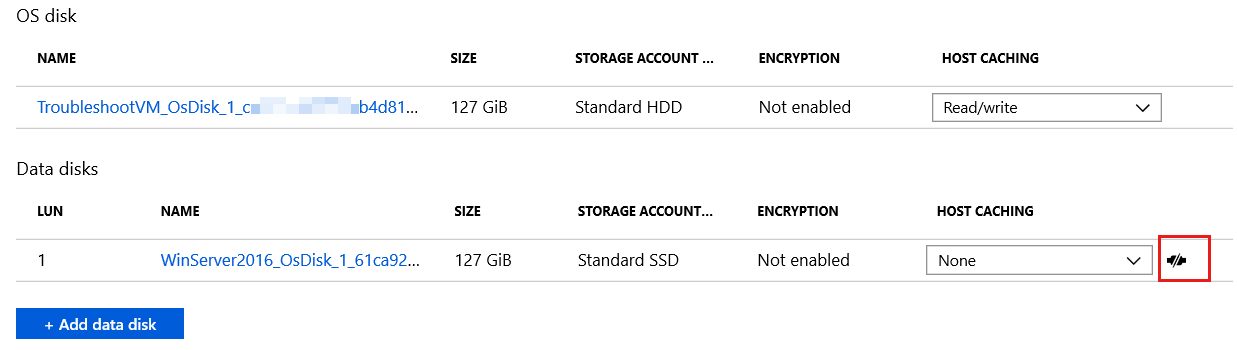 OS disk
NAME SIZE STORAGE ACCOUNT ... ENCRYPTION HOST CACHING
TroubleshootVM_OsDisk_1_c b4d81... 127 GiB Standard HDD Not enabled Read/write
Data disks
LUN NAME SIZE STORAGE ACCOUNT... ENCRYPTION HOST CACHING
1 WinServer2016_OsDisk_1_61ca92... 127 GiB Standard SSD Not enabled None
+ Add data disk